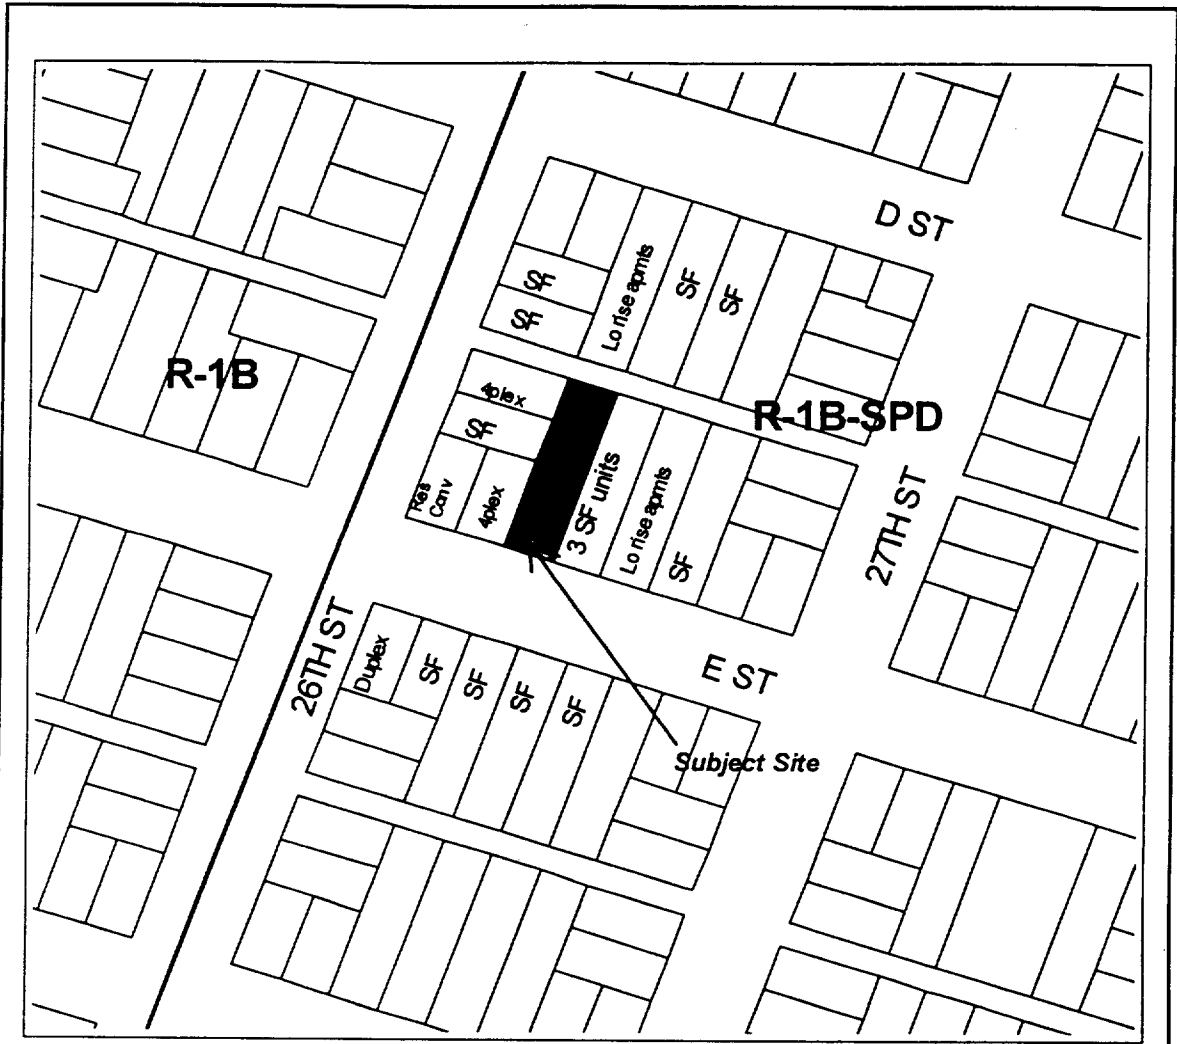 D ST
Lo rise apmts
SF
SF
SF
SF
R-1B
4plex
R-1B-SPD
SF
Res
Conv
4plex
3 SF units
Lo rise apmts
SF
27TH ST
26TH ST
Duplex
SF
SF
SF
SF
E ST
Subject Site